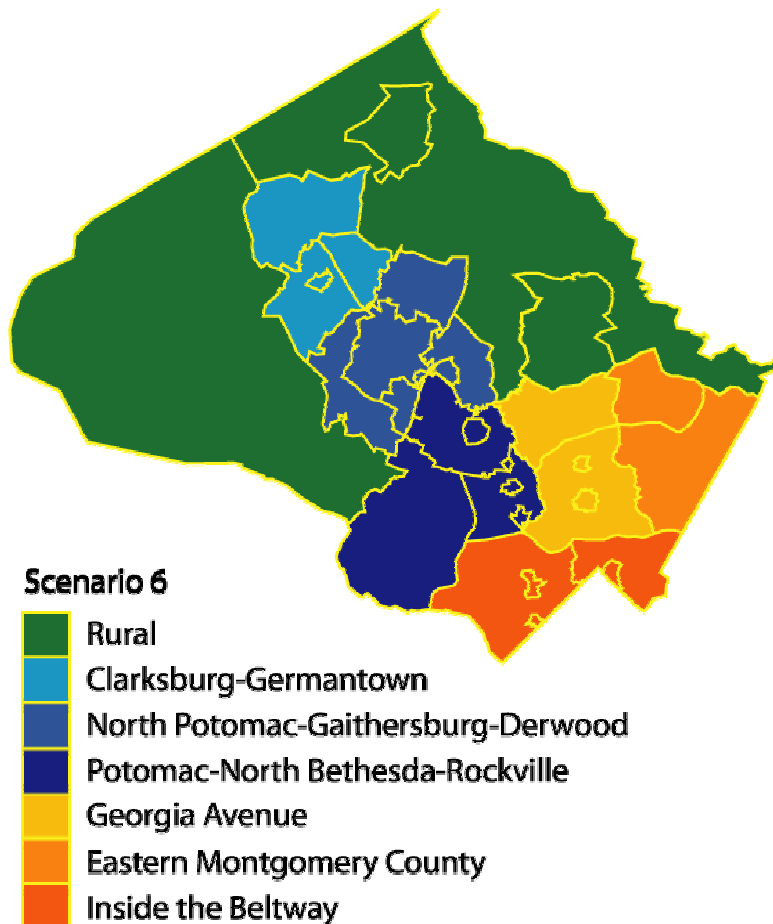 Scenario 6
Rural
Clarksburg-Germantown
North Potomac-Gaithersburg-Derwood
Potomac-North Bethesda-Rockville
Georgia Avenue
Eastern Montgomery County
Inside the Beltway